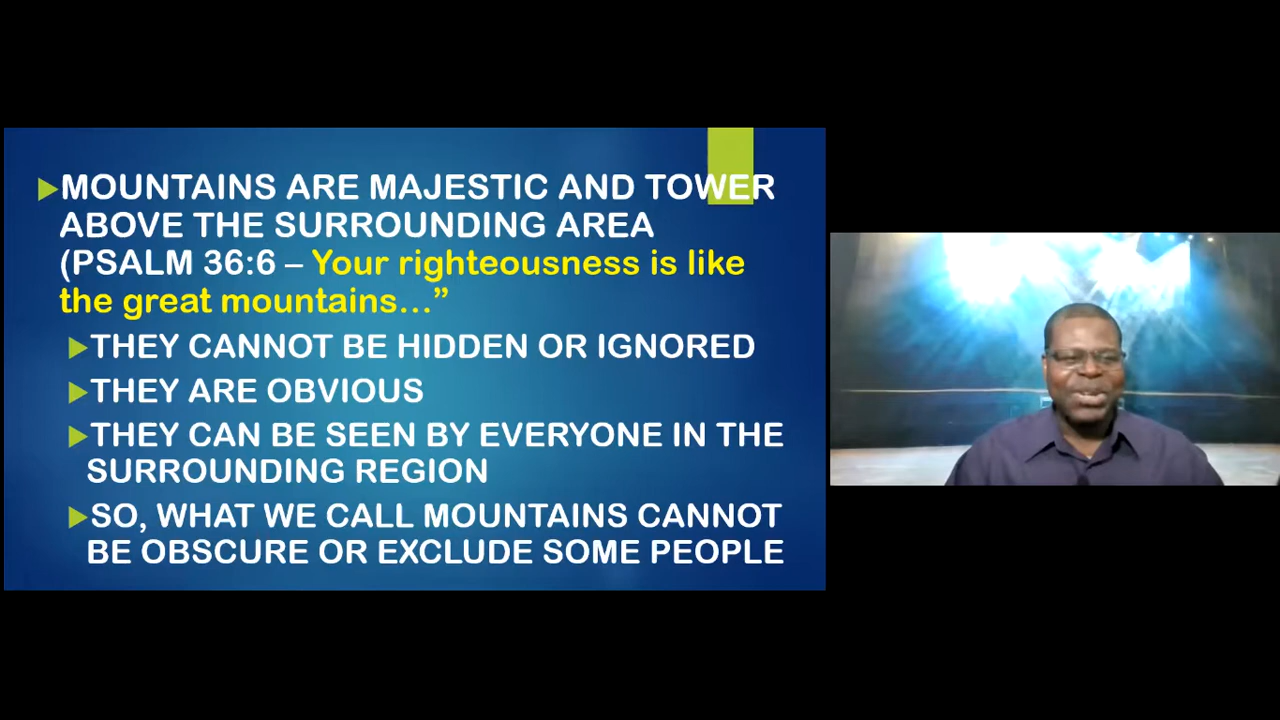 MOUNTAINS ARE MAJESTIC AND TOWER
ABOVE THE SURROUNDING AREA
(PSALM 36:6 – Your righteousness is like
the great mountains…”
THEY CANNOT BE HIDDEN OR IGNORED
THEY ARE OBVIOUS
THEY CAN BE SEEN BY EVERYONE IN THE
SURROUNDING REGION
SO, WHAT WE CALL MOUNTAINS CANNOT
BE OBSCURE OR EXCLUDE SOME PEOPLE